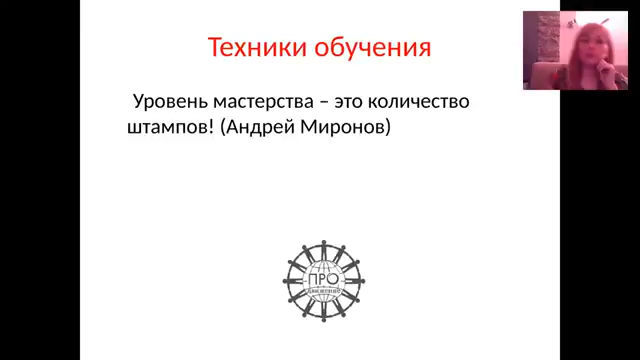 Техники обучения
Уровень мастерства – это количество
штампов! (Андрей Миронов)
ПРО